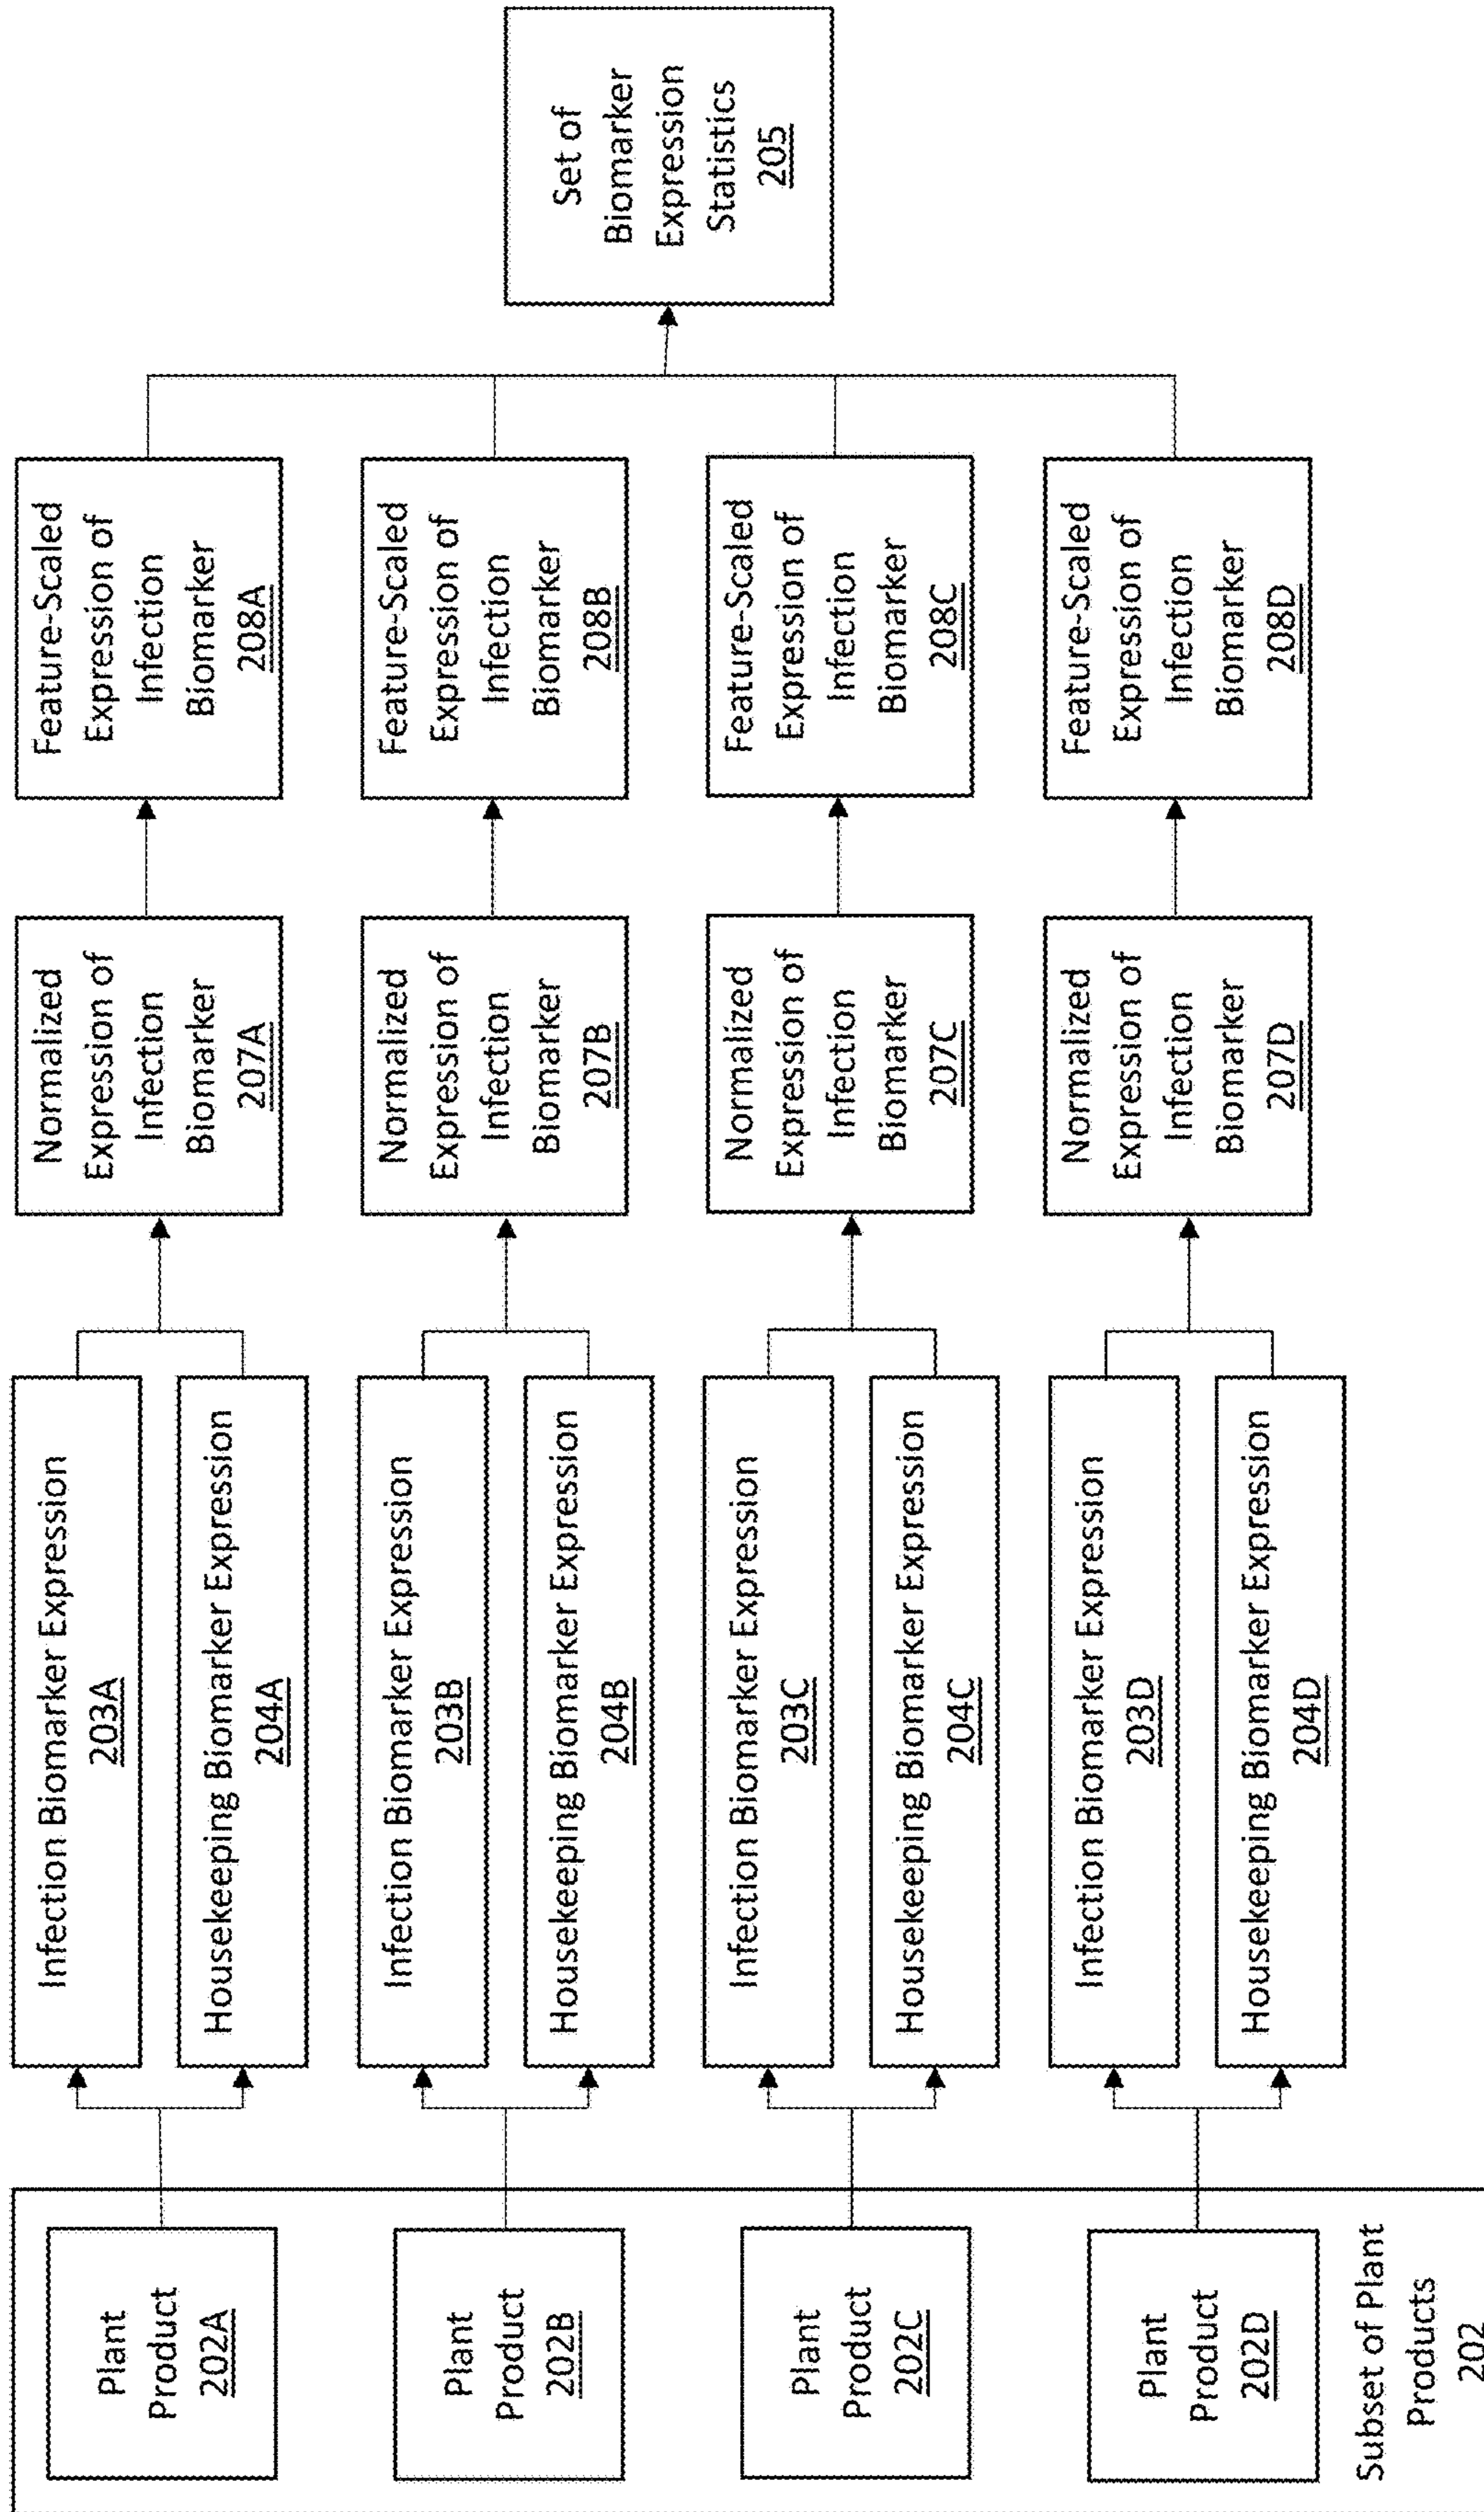 Plant
Product
202A
Infection Biomarker Expression
203A
Housekeeping Biomarker Expression
204A
Normalized
Expression of
Infection
Biomarker
207A
Feature-Scaled
Expression of
Infection
Biomarker
208A
Plant
Product
202B
Infection Biomarker Expression
203B
Housekeeping Biomarker Expression
204B
Normalized
Expression of
Infection
Biomarker
207B
Feature-Scaled
Expression of
Infection
Biomarker
208B
Plant
Product
202C
Infection Biomarker Expression
203C
Housekeeping Biomarker Expression
204C
Normalized
Expression of
Infection
Biomarker
207C
Feature-Scaled
Expression of
Infection
Biomarker
208C
Plant
Product
202D
Infection Biomarker Expression
203D
Housekeeping Biomarker Expression
204D
Normalized
Expression of
Infection
Biomarker
207D
Feature-Scaled
Expression of
Infection
Biomarker
208D
Subset of Plant
Products
202
Set of
Biomarker
Expression
Statistics
205